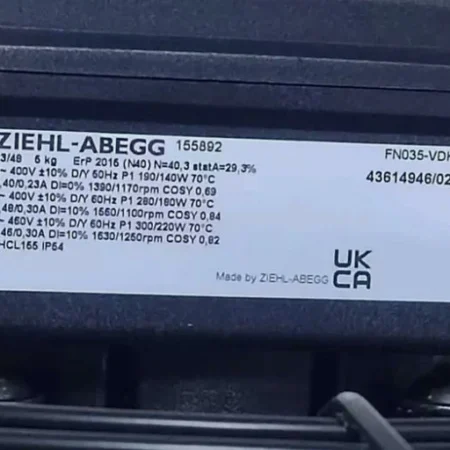 ZIEHL-ABEGG 155892 FN035-VDK
3/48 5 kg ErP 2015 (N40) N=40,3 statA=29,3%
~ 400V ±10% D/Y 50Hz P1 190/140W 70°C 43614946/02
,40/0,23A DI=0% 1390/1170rpm COSY 0,69
~ 400V ±10% D/Y 60Hz P1 280/180W 70°C
,48/0,30A DI=10% 1560/1100rpm COSY 0,84
~ 460V ±10% D/Y 60Hz P1 300/220W 70°C
,46/0,30A DI=10% 1630/1250rpm COSY 0,82
HCL155 IP54
Made by ZIEHL-ABEGG
UK
CA